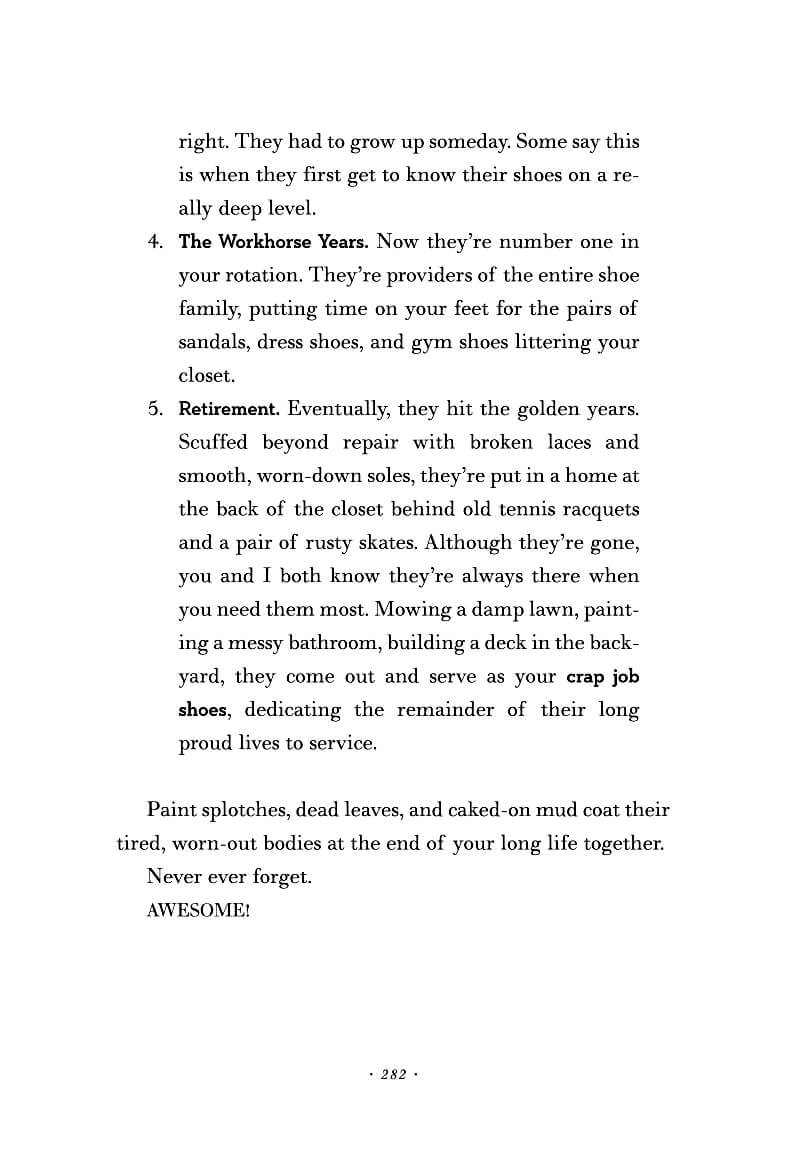 right. They had to grow up someday. Some say this
is when they first get to know their shoes on a re-
ally deep level.
4. The Workhorse Years. Now they’re number one in
your rotation. They’re providers of the entire shoe
family, putting time on your feet for the pairs of
sandals, dress shoes, and gym shoes littering your
closet.
5. Retirement. Eventually, they hit the golden years.
Scuffed beyond repair with broken laces and
smooth, worn-down soles, they’re put in a home at
the back of the closet behind old tennis racquets
and a pair of rusty skates. Although they’re gone,
you and I both know they’re always there when
you need them most. Mowing a damp lawn, paint-
ing a messy bathroom, building a deck in the back-
yard, they come out and serve as your crap job
shoes, dedicating the remainder of their long
proud lives to service.
Paint splotches, dead leaves, and caked-on mud coat their
tired, worn-out bodies at the end of your long life together.
Never ever forget.
AWESOME!
· 282 ·